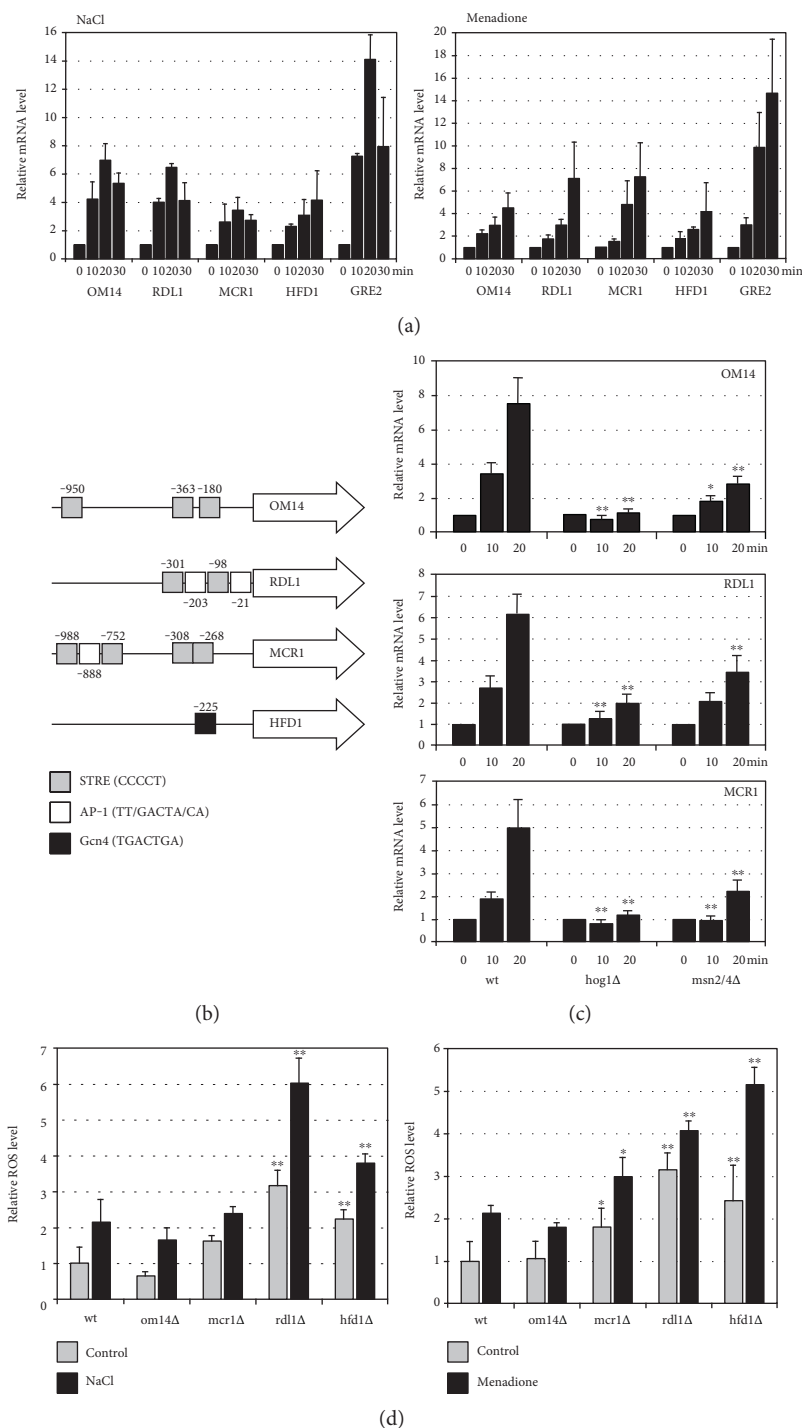 NaCl
Relative mRNA level
16
14
12
10
8
6
4
2
0
0 102030 0 102030 0 102030 0 102030 0 102030 min
OM14 RDL1 MCR1 HFD1 GRE2
Menadione
Relative mRNA level
20
18
16
14
12
10
8
6
4
2
0
0 102030 0 102030 0 102030 0 102030 0 102030 min
OM14 RDL1 MCR1 HFD1 GRE2
(a)
−950 −363 −180
OM14
−301 −98
RDL1
−203 −21
−988 −752 −308 −268
MCR1
−888
−225
HFD1
STRE (CCCCT)
AP-1 (TT/GACTA/CA)
Gcn4 (TGACTGA)
(b)
OM14
Relative mRNA level
10
8
6
4
2
0
** ** * **
0 10 20 0 10 20 0 10 20 min
RDL1
Relative mRNA level
8
7
6
5
4
3
2
1
0
** ** **
0 10 20 0 10 20 0 10 20 min
MCR1
Relative mRNA level
7
6
5
4
3
2
1
0
** ** ** **
0 10 20 0 10 20 0 10 20 min
wt hog1Δ msn2/4Δ
(c)
Relative ROS level
7
6
5
4
3
2
1
0
** ** ** **
wt om14Δ mcr1Δ rdl1Δ hfd1Δ
Control
NaCl
Relative ROS level
6
5
4
3
2
1
0
* * ** ** ** **
wt om14Δ mcr1Δ rdl1Δ hfd1Δ
Control
Menadione
(d)